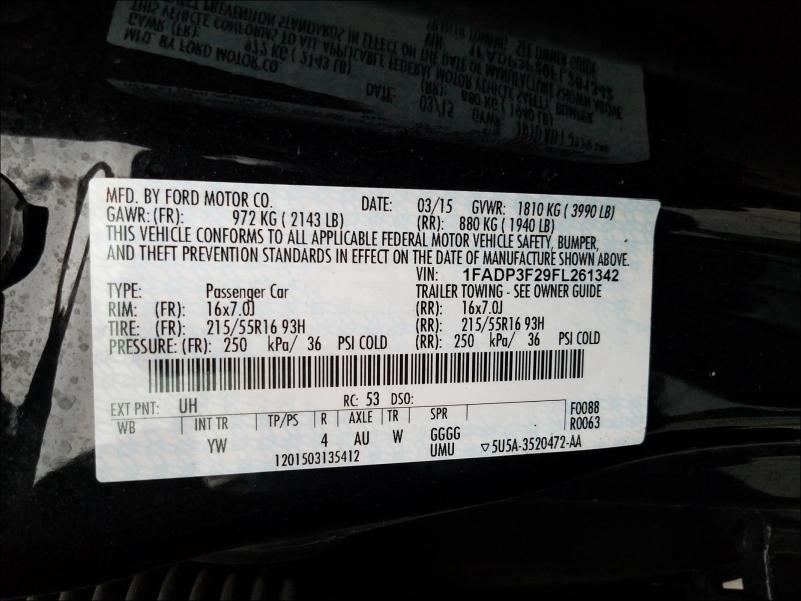 MFD. BY FORD MOTOR CO. DATE: 03/15 GVWR: 1810 KG ( 3990 LB)
GAWR: (FR): 972 KG ( 2143 LB) (RR): 880 KG ( 1940 LB)
THIS VEHICLE CONFORMS TO ALL APPLICABLE FEDERAL MOTOR VEHICLE SAFETY, BUMPER,
AND THEFT PREVENTION STANDARDS IN EFFECT ON THE DATE OF MANUFACTURE SHOWN ABOVE.
VIN: 1FADP3F29FL261342
TYPE: Passenger Car TRAILER TOWING - SEE OWNER GUIDE
RIM: (FR): 16x7.0J (RR): 16x7.0J
TIRE: (FR): 215/55R16 93H (RR): 215/55R16 93H
PRESSURE: (FR): 250 kPa/ 36 PSI COLD (RR): 250 kPa/ 36 PSI COLD
EXT PNT: UH RC: 53 DSO: F0088
WB INT TR TP/PS R AXLE TR SPR R0063
YW 4 AU W GGGG
1201503135412 UMU ▽5U5A-3520472-AA